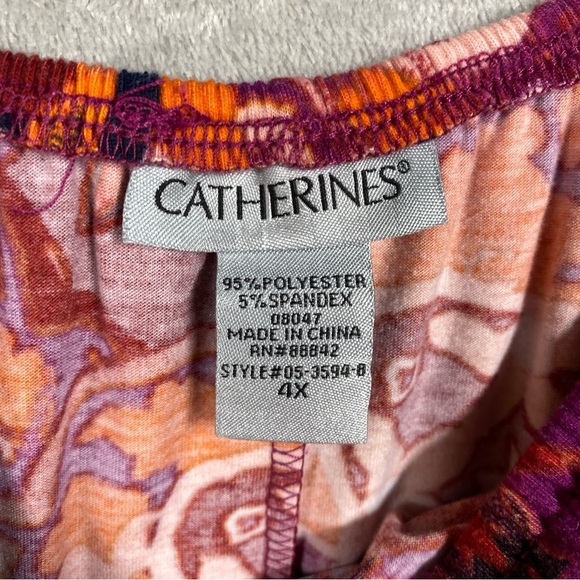 CATHERINES®
95% POLYESTER
5% SPANDEX
08047
MADE IN CHINA
RN#88842
STYLE#05-3594-8
4X